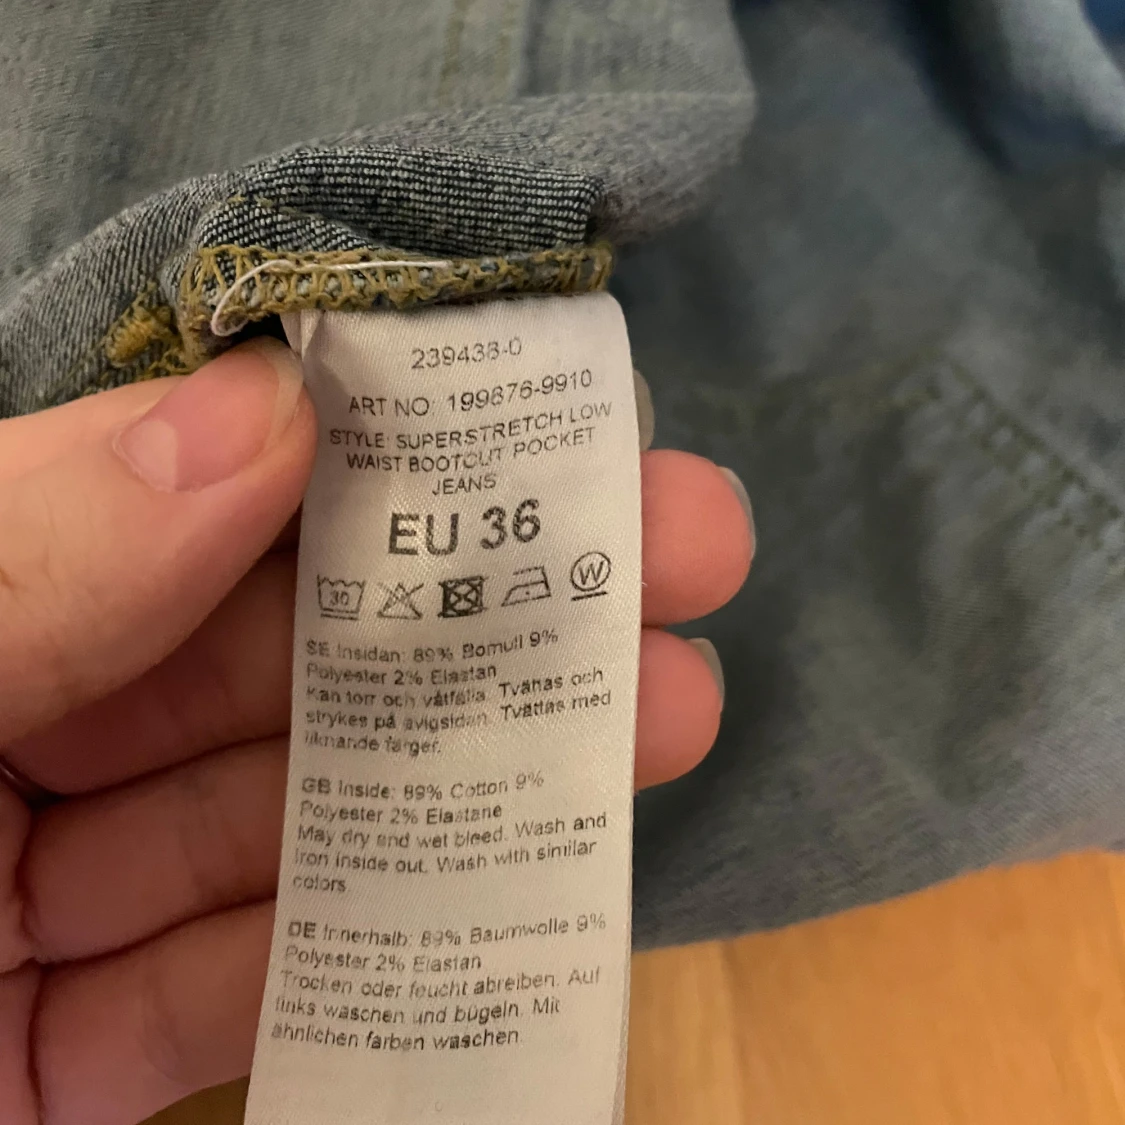 239438-0
ART NO: 199876-9910
STYLE: SUPERSTRETCH LOW
WAIST BOOTCUT POCKET
JEANS
EU 36
30
W
SE Insidan: 89% Bomull 9%
Polyester 2% Elastan
Kan torr och våtfälla. Tvättas och
strykes på avigsidan. Tvättas med
liknande färger.
GB Inside: 89% Cotton 9%
Polyester 2% Elastane
May dry and wet bleed. Wash and
Iron inside out. Wash with similar
colors.
DE Innerhalb: 89% Baumwolle 9%
Polyester 2% Elastan
Trocken oder feucht abreiben. Auf
links waschen und bügeln. Mit
ähnlichen farben waschen.